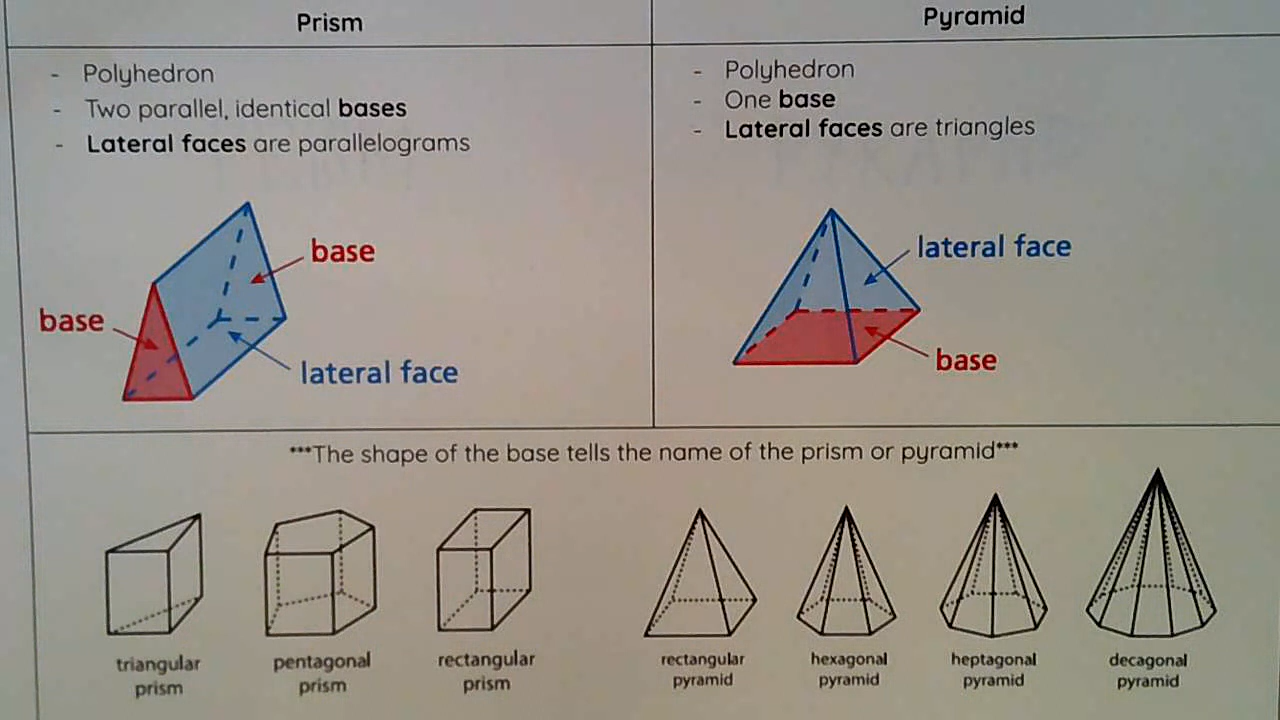 Prism
- Polyhedron
- Two parallel, identical bases
- Lateral faces are parallelograms
base
base
lateral face
Pyramid
- Polyhedron
- One base
- Lateral faces are triangles
lateral face
base
***The shape of the base tells the name of the prism or pyramid***
triangular
prism
pentagonal
prism
rectangular
prism
rectangular
pyramid
hexagonal
pyramid
heptagonal
pyramid
decagonal
pyramid